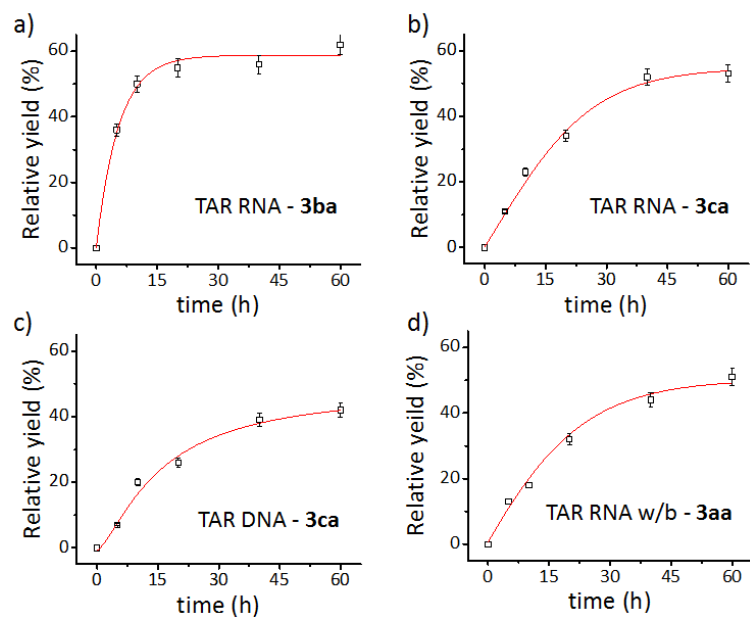 a)
Relative yield (%)
60
40
20
0
TAR RNA - 3ba
0 15 30 45 60
time (h)
b)
Relative yield (%)
60
40
20
0
TAR RNA - 3ca
0 15 30 45 60
time (h)
c)
Relative yield (%)
60
40
20
0
TAR DNA - 3ca
0 15 30 45 60
time (h)
d)
Relative yeild (%)
60
40
20
0
TAR RNA w/b - 3aa
0 15 30 45 60
time (h)